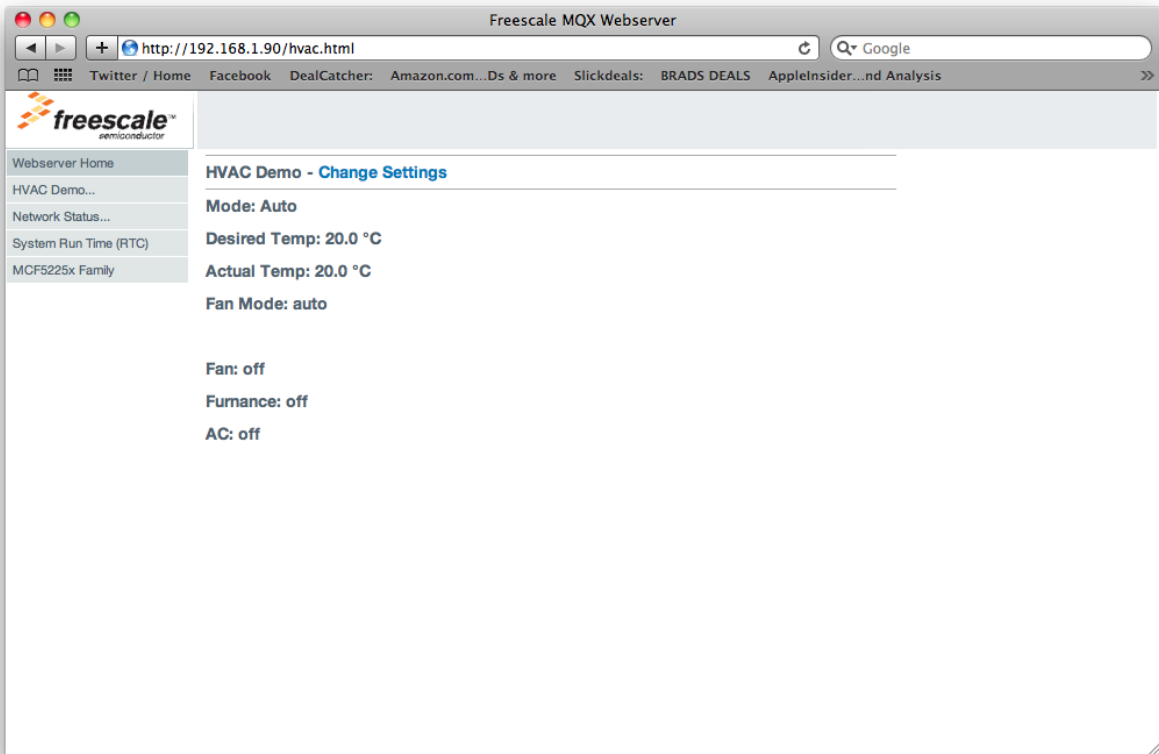 Freescale MQX Webserver
http://192.168.1.90/hvac.html
Google
Twitter / Home Facebook DealCatcher: Amazon.com...Ds & more Slickdeals: BRADS DEALS AppleInsider...nd Analysis
freescale™
semiconductor
Webserver Home
HVAC Demo...
Network Status...
System Run Time (RTC)
MCF5225x Family
HVAC Demo - Change Settings
Mode: Auto
Desired Temp: 20.0 °C
Actual Temp: 20.0 °C
Fan Mode: auto
Fan: off
Furnance: off
AC: off